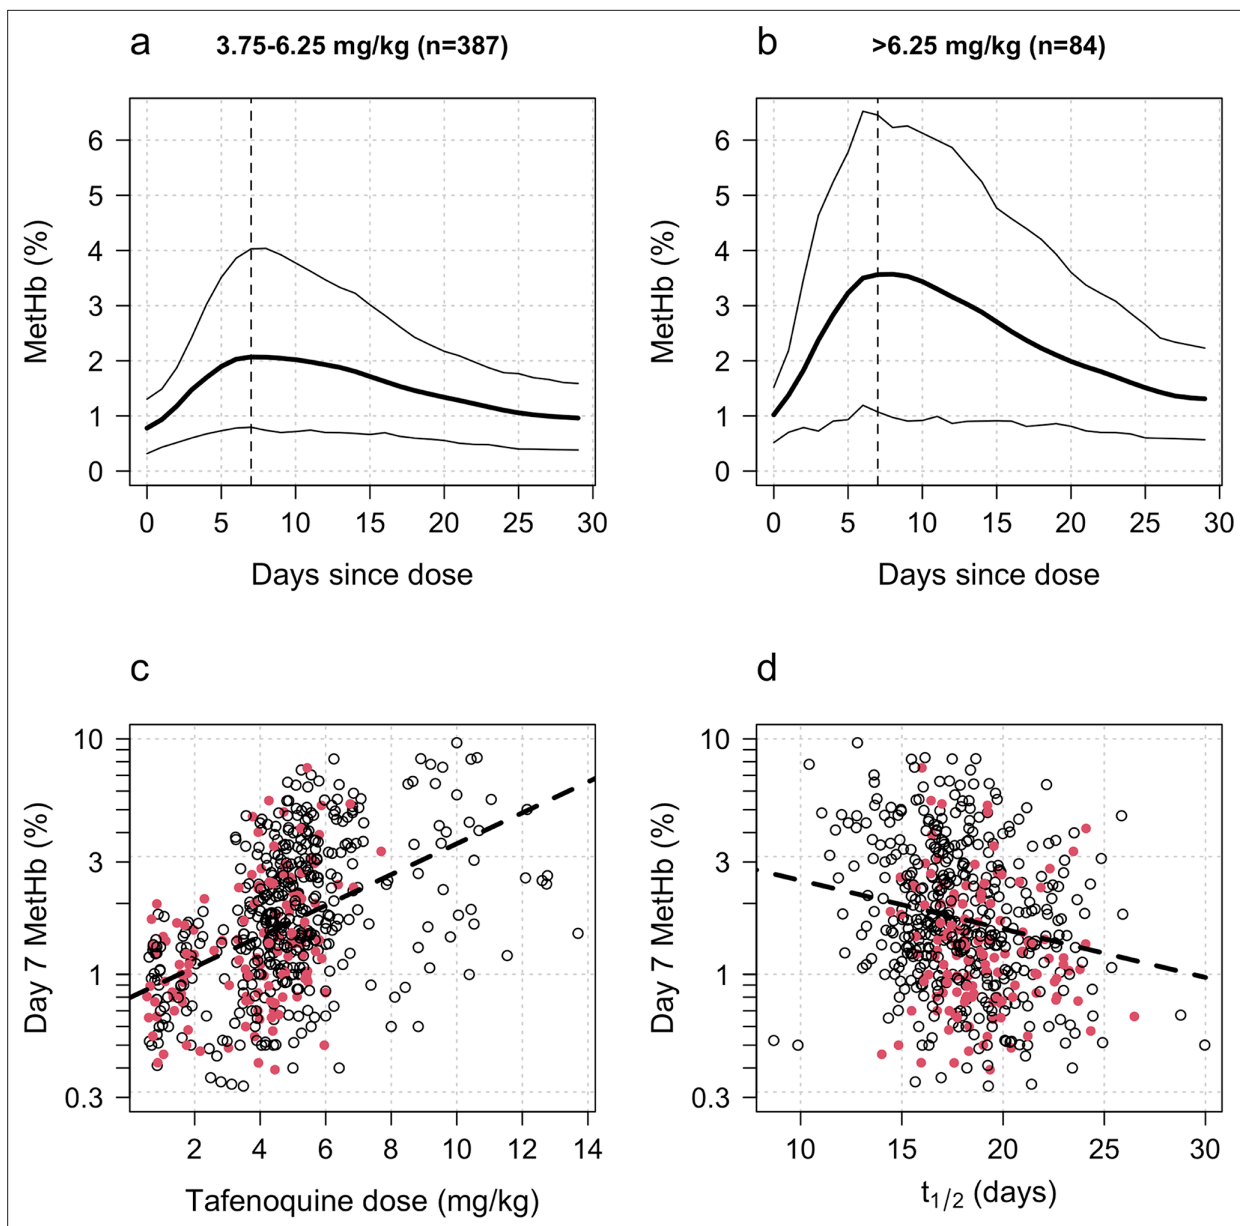 a
3.75-6.25 mg/kg (n=387)
MetHb (%)
6
5
4
3
2
1
0
0 5 10 15 20 25 30
Days since dose
b
>6.25 mg/kg (n=84)
MetHb (%)
6
5
4
3
2
1
0
0 5 10 15 20 25 30
Days since dose
c
Day 7 MetHb (%)
10
3
1
0.3
2 4 6 8 10 12 14
Tafenoquine dose (mg/kg)
d
Day 7 MetHb (%)
10
3
1
0.3
10 15 20 25 30
t1/2 (days)